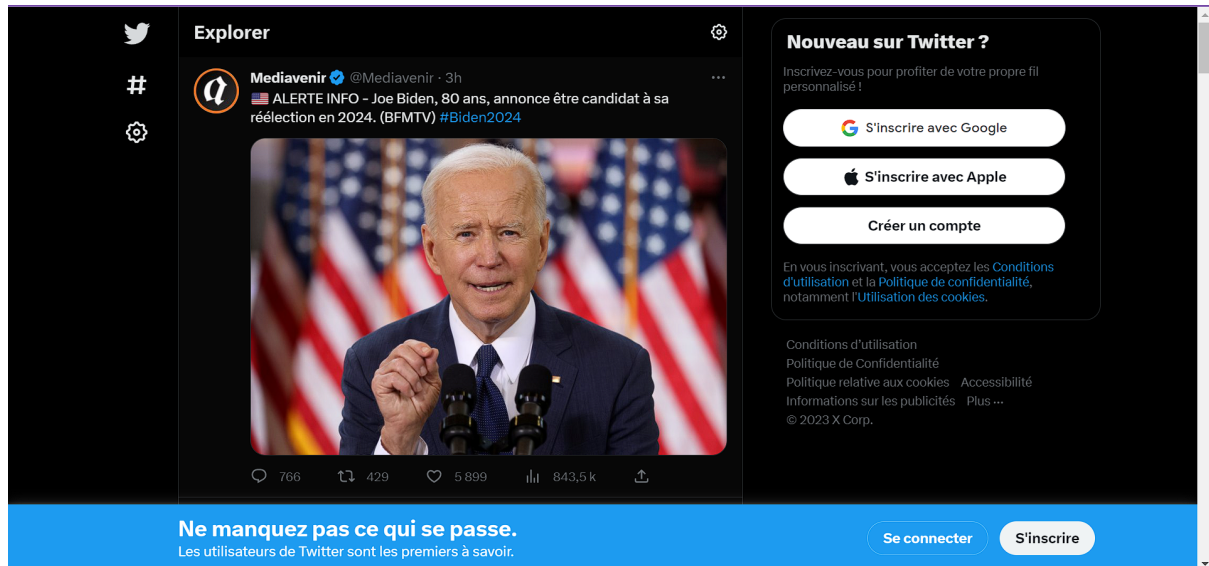 Explorer
Mediavenir @Mediavenir · 3h
🇺🇸 ALERTE INFO - Joe Biden, 80 ans, annonce être candidat à sa
réélection en 2024. (BFMTV) #Biden2024
766 429 5 899 843,5 k
Nouveau sur Twitter ?
Inscrivez-vous pour profiter de votre propre fil
personnalisé !
S'inscrire avec Google
S'inscrire avec Apple
Créer un compte
En vous inscrivant, vous acceptez les Conditions
d'utilisation et la Politique de confidentialité,
notamment l'Utilisation des cookies.
Conditions d'utilisation
Politique de Confidentialité
Politique relative aux cookies Accessibilité
Informations sur les publicités Plus ···
© 2023 X Corp.
Ne manquez pas ce qui se passe.
Les utilisateurs de Twitter sont les premiers à savoir.
Se connecter S'inscrire